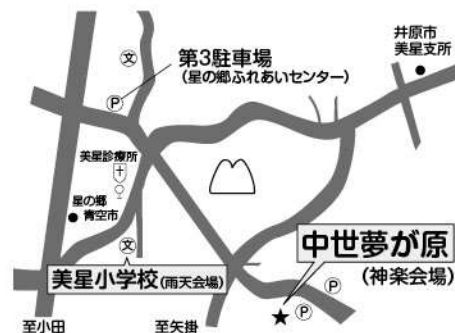 文
第3駐車場
(星の郷ふれあいセンター)
P
井原市
美星支所
美星診療所
星の郷
青空市
文
美星小学校(雨天会場)
中世夢が原
(神楽会場)
P
P
★
至小田
至矢掛